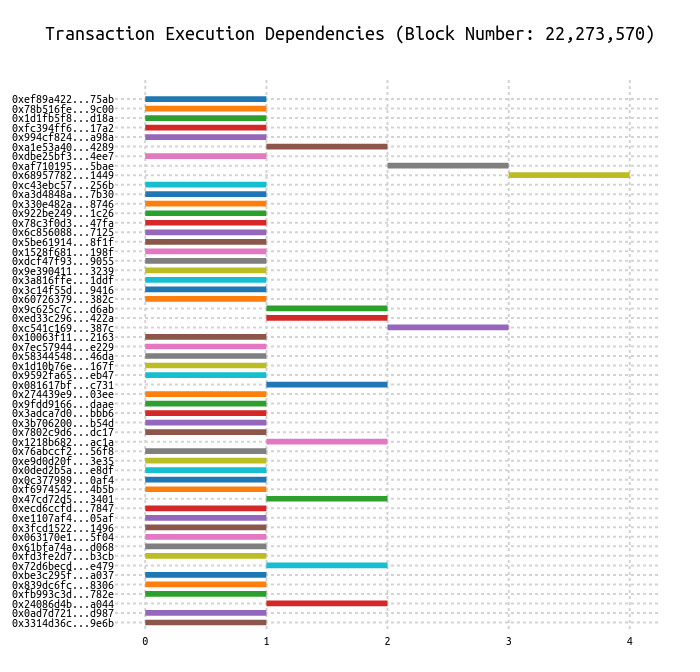 Transaction Execution Dependencies (Block Number: 22,273,570)
0xef89a422...75ab
0x78b516fe...9c00
0x1d1fb5f8...d18a
0xfc394ff6...17a2
0x994cf824...a98a
0xa1e53a40...4289
0xdbe25bf3...4ee7
0xaf710195...5bae
0x68957782...1449
0xc43ebc57...256b
0xa3d4848a...7b30
0x330e482a...8746
0x922be249...1c26
0x78c3f0d3...47fa
0x6c856088...7125
0x5be61914...8f1f
0x1528f681...198f
0xdcf47f93...9055
0x9e390411...3239
0x3a816ffe...1ddf
0x3c14f55d...9416
0x60726379...382c
0x9c625c7c...d6ab
0xed33c296...422a
0xc541c169...387c
0x10063f11...2163
0x7ec57944...e229
0x58344548...46da
0x1d10b76e...167f
0x9592fa65...eb47
0x081617bf...c731
0x274439e9...03ee
0x9fdd9166...daae
0x3adca7d0...bbb6
0x3b706200...b54d
0x7802c9d6...dc17
0x1218b682...ac1a
0x76abccf2...56f8
0xe9d0d20f...3e35
0x0ded2b5a...e8df
0x0c377989...0af4
0xf6974542...4b5b
0x47cd72d5...3401
0xecd6ccfd...7847
0xe1107af4...05af
0x3fcd1522...1496
0x063170e1...5f04
0x61bfa74a...d068
0xfd3fe2d7...b3cb
0x72d6becd...e479
0xbe3c295f...a037
0x839dc6fc...8306
0xfb993c3d...782e
0x24086d4b...a044
0x0ad7d721...d987
0x3314d36c...9e6b
0 1 2 3 4